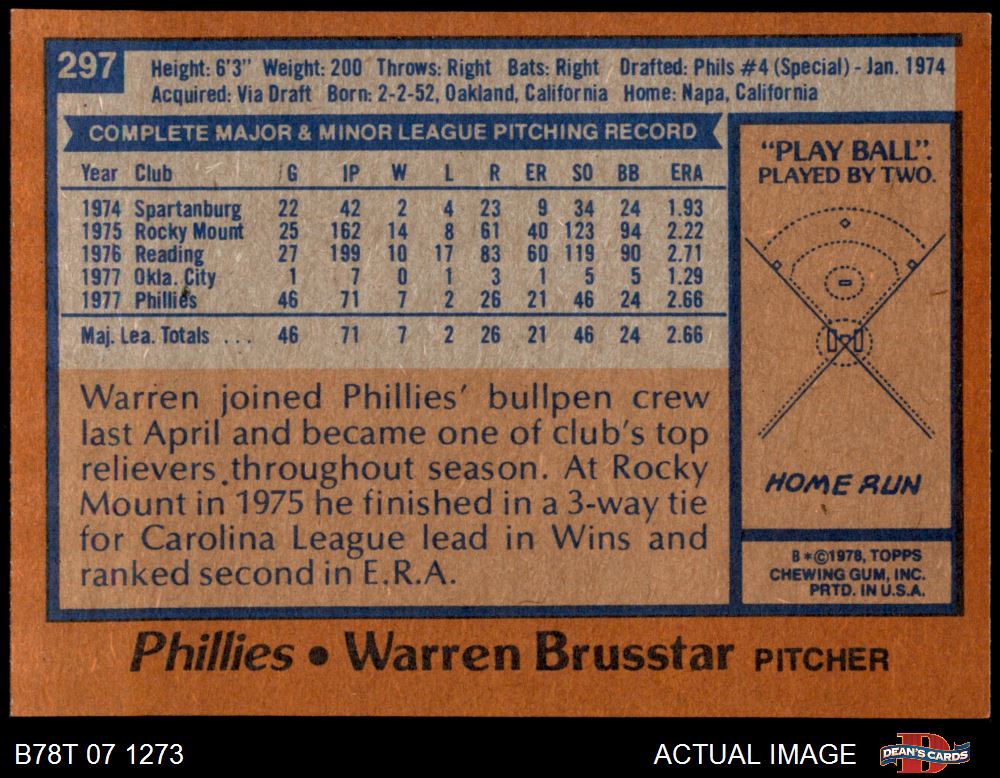 297
Height: 6'3" Weight: 200 Throws: Right Bats: Right Drafted: Phils #4 (Special) - Jan. 1974
Acquired: Via Draft Born: 2-2-52, Oakland, California Home: Napa, California
COMPLETE MAJOR & MINOR LEAGUE PITCHING RECORD
Year Club G IP W L R ER SO BB ERA
1974 Spartanburg 22 42 2 4 23 9 34 24 1.93
1975 Rocky Mount 25 162 14 8 61 40 123 94 2.22
1976 Reading 27 199 10 17 83 60 119 90 2.71
1977 Okla. City 1 7 0 1 3 1 5 5 1.29
1977 Phillies 46 71 7 2 26 21 46 24 2.66
Maj. Lea. Totals ... 46 71 7 2 26 21 46 24 2.66
Warren joined Phillies' bullpen crew
last April and became one of club's top
relievers throughout season. At Rocky
Mount in 1975 he finished in a 3-way tie
for Carolina League lead in Wins and
ranked second in E.R.A.
"PLAY BALL".
PLAYED BY TWO.
HOME RUN
B*©1978, TOPPS
CHEWING GUM, INC.
PRTD. IN U.S.A.
Phillies • Warren Brusstar PITCHER
B78T 07 1273
ACTUAL IMAGE
D
DEAN'S CARDS